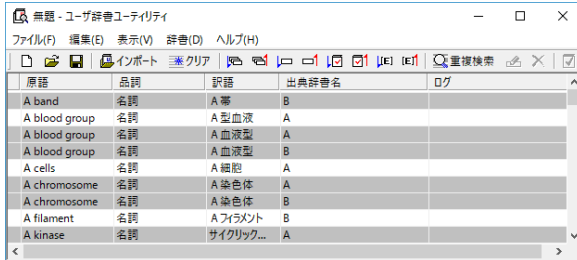 無題 - ユーザ辞書ユーティリティ
ファイル(F) 編集(E) 表示(V) 辞書(D) ヘルプ(H)
インポート クリア [E] [E] 重複検索
原語 品詞 訳語 出典辞書名 ログ
A band 名詞 A 帯 B
A blood group 名詞 A 型血液 A
A blood group 名詞 A 血液型 A
A blood group 名詞 A 血液型 B
A cells 名詞 A 細胞 A
A chromosome 名詞 A 染色体 A
A chromosome 名詞 A 染色体 B
A filament 名詞 A フィラメント B
A kinase 名詞 サイクリック... A